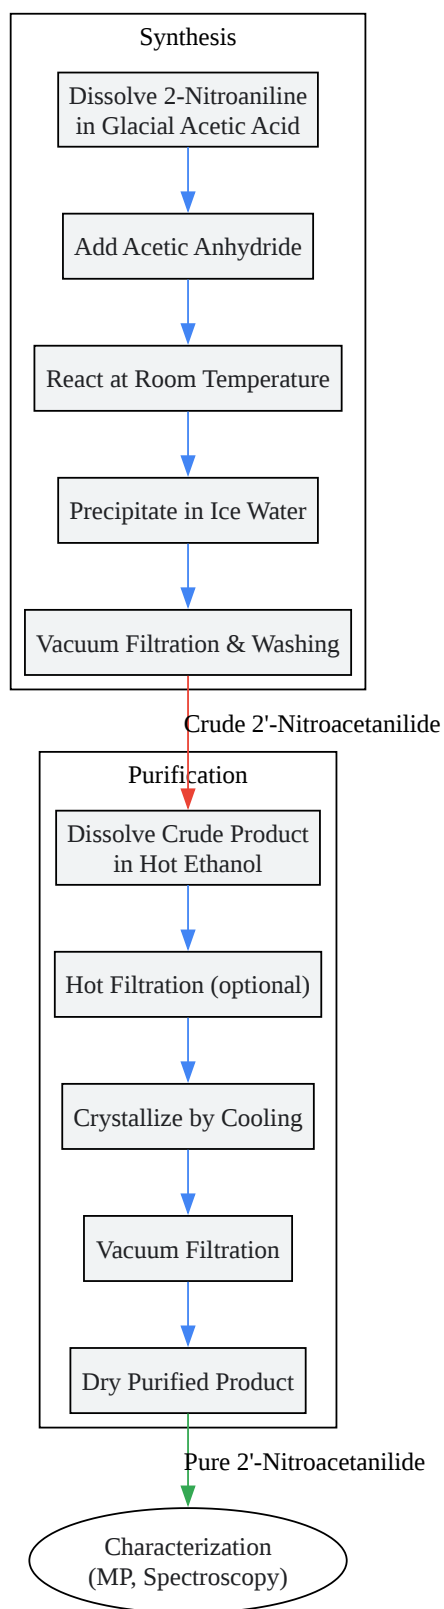 Synthesis
Dissolve 2-Nitroaniline
in Glacial Acetic Acid
Add Acetic Anhydride
React at Room Temperature
Precipitate in Ice Water
Vacuum Filtration & Washing
Crude 2'-Nitroacetanilide
Purification
Dissolve Crude Product
in Hot Ethanol
Hot Filtration (optional)
Crystallize by Cooling
Vacuum Filtration
Dry Purified Product
Pure 2'-Nitroacetanilide
Characterization
(MP, Spectroscopy)